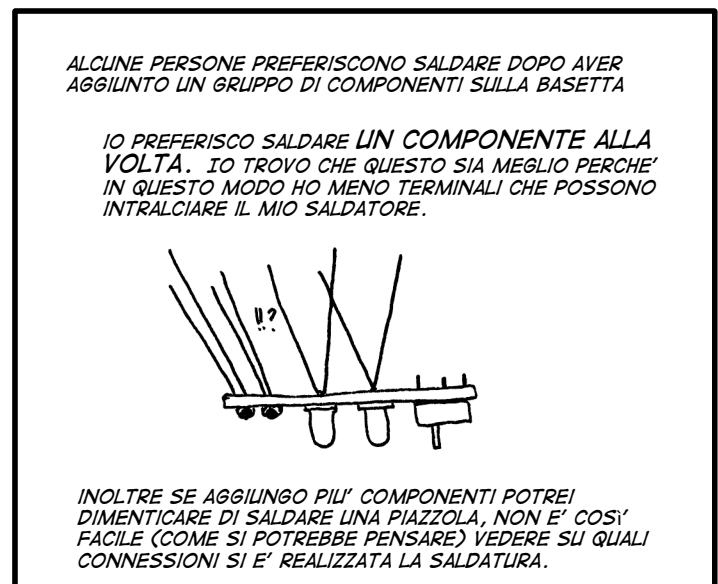 ALCUNE PERSONE PREFERISCONO SALDARE DOPO AVER
AGGIUNTO UN GRUPPO DI COMPONENTI SULLA BASETTA
IO PREFERISCO SALDARE UN COMPONENTE ALLA
VOLTA. IO TROVO CHE QUESTO SIA MEGLIO PERCHE'
IN QUESTO MODO HO MENO TERMINALI CHE POSSONO
INTRALCIARE IL MIO SALDATORE.
!!?
INOLTRE SE AGGIUNGO PIU' COMPONENTI POTREI
DIMENTICARE DI SALDARE UNA PIAZZOLA, NON E' COSì'
FACILE (COME SI POTREBBE PENSARE) VEDERE SU QUALI
CONNESSIONI SI E' REALIZZATA LA SALDATURA.